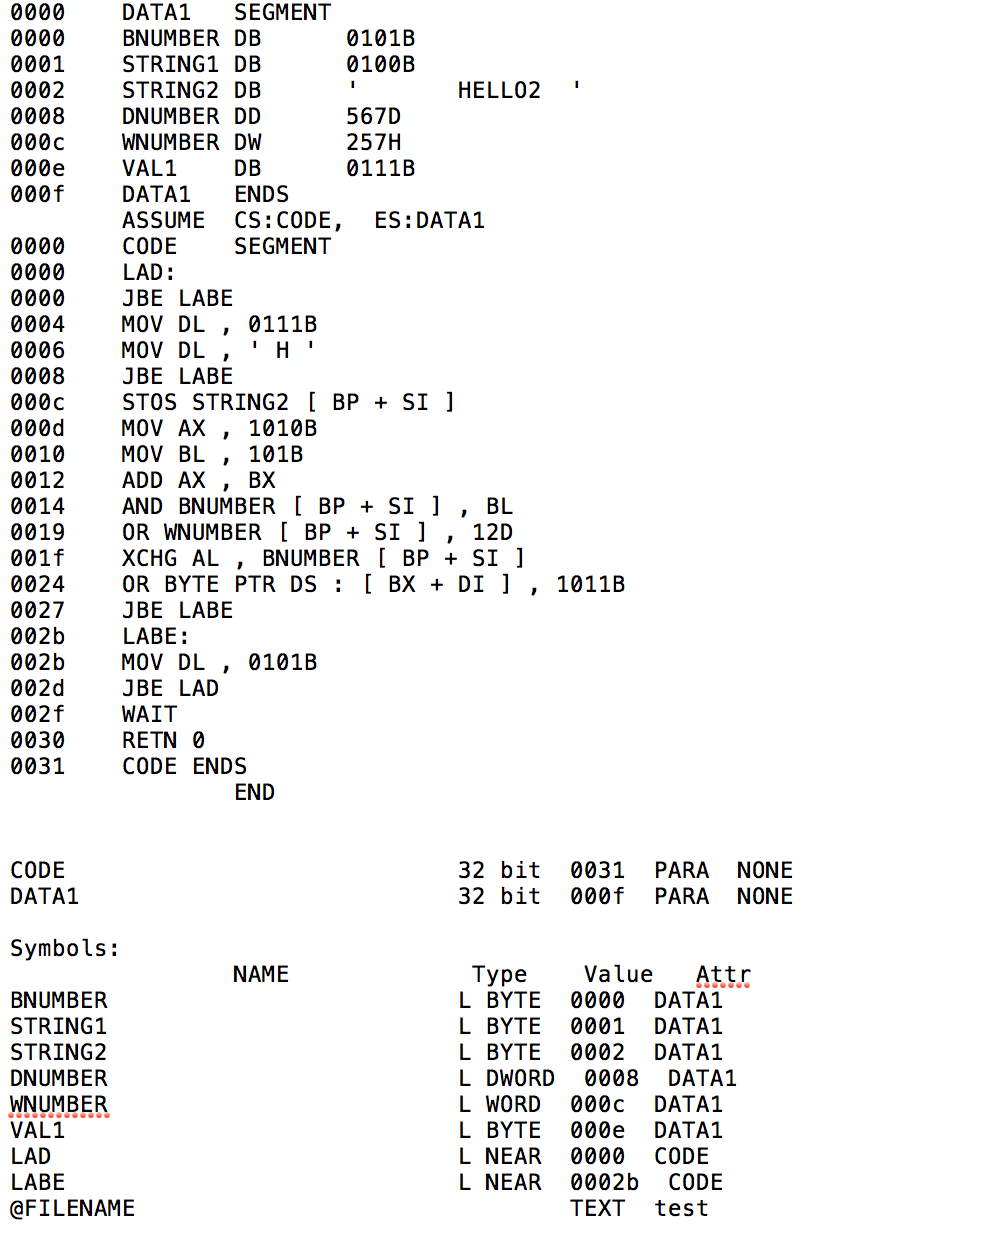 0000    DATA1   SEGMENT
0000    BNUMBER DB      0101B
0001    STRING1 DB      0100B
0002    STRING2 DB      '       HELLO2  '
0008    DNUMBER DD      567D
000c    WNUMBER DW      257H
000e    VAL1    DB      0111B
000f    DATA1   ENDS
        ASSUME  CS:CODE,  ES:DATA1
0000    CODE    SEGMENT
0000    LAD:
0000    JBE LABE
0004    MOV DL , 0111B
0006    MOV DL , ' H '
0008    JBE LABE
000c    STOS STRING2 [ BP + SI ]
000d    MOV AX , 1010B
0010    MOV BL , 101B
0012    ADD AX , BX
0014    AND BNUMBER [ BP + SI ] , BL
0019    OR WNUMBER [ BP + SI ] , 12D
001f    XCHG AL , BNUMBER [ BP + SI ]
0024    OR BYTE PTR DS : [ BX + DI ] , 1011B
0027    JBE LABE
002b    LABE:
002b    MOV DL , 0101B
002d    JBE LAD
002f    WAIT
0030    RETN 0
0031    CODE ENDS
                END
CODE                            32 bit  0031  PARA  NONE
DATA1                           32 bit  000f  PARA  NONE
Symbols:
                NAME             Type    Value   Attr
BNUMBER                         L BYTE  0000  DATA1
STRING1                         L BYTE  0001  DATA1
STRING2                         L BYTE  0002  DATA1
DNUMBER                         L DWORD  0008  DATA1
WNUMBER                         L WORD  000c  DATA1
VAL1                            L BYTE  000e  DATA1
LAD                             L NEAR  0000  CODE
LABE                            L NEAR  0002b  CODE
@FILENAME                               TEXT  test